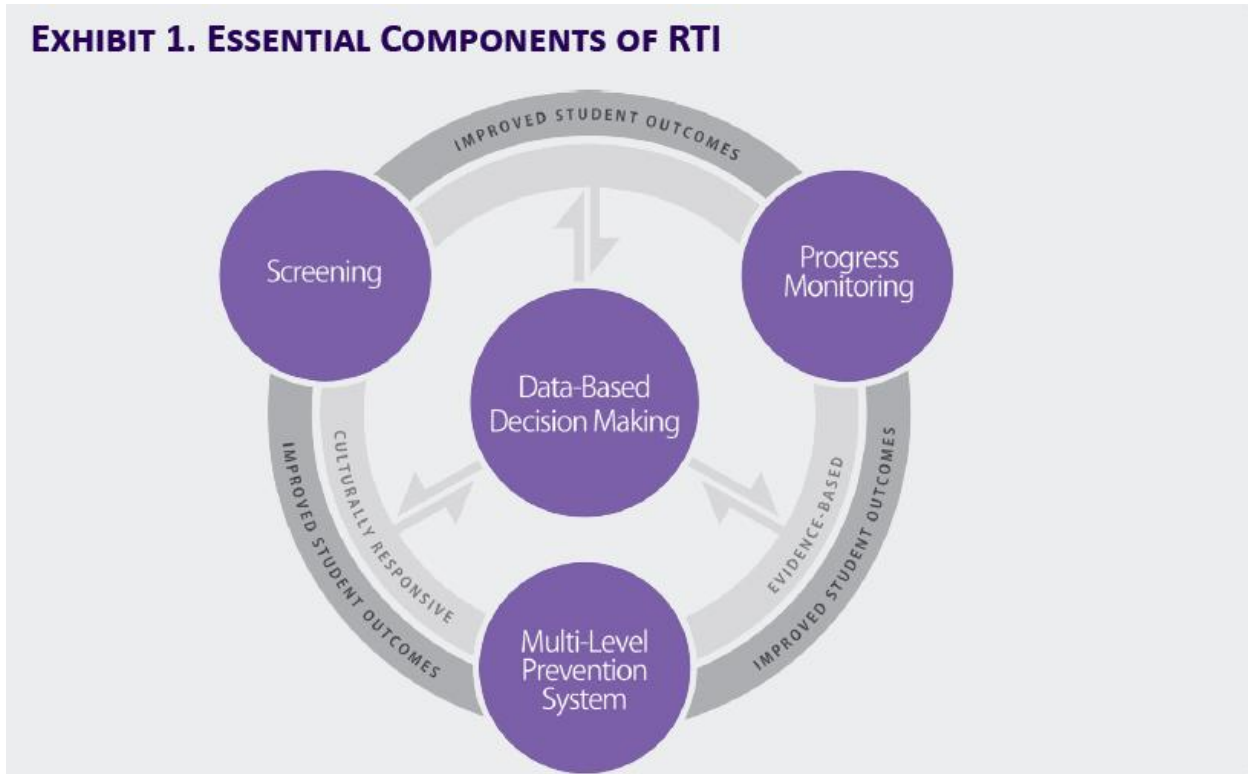 EXHIBIT 1. ESSENTIAL COMPONENTS OF RTI
IMPROVED STUDENT OUTCOMES
Screening
Progress
Monitoring
Data-Based
Decision Making
IMPROVED STUDENT OUTCOMES
CULTURALLY RESPONSIVE
EVIDENCE-BASED
IMPROVED STUDENT OUTCOMES
Multi-Level
Prevention
System